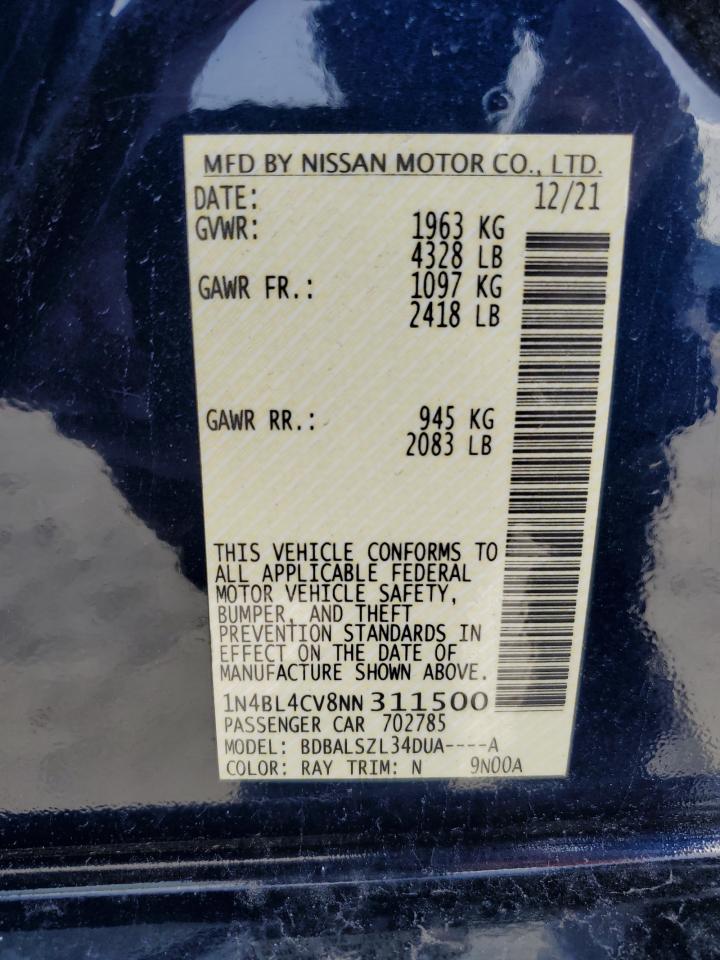 MFD BY NISSAN MOTOR CO., LTD.
DATE: 12/21
GVWR: 1963 KG
4328 LB
GAWR FR.: 1097 KG
2418 LB
GAWR RR.: 945 KG
2083 LB
THIS VEHICLE CONFORMS TO
ALL APPLICABLE FEDERAL
MOTOR VEHICLE SAFETY,
BUMPER, AND THEFT
PREVENTION STANDARDS IN
EFFECT ON THE DATE OF
MANUFACTURE SHOWN ABOVE.
1N4BL4CV8NN 311500
PASSENGER CAR 702785
MODEL: BDBALSZL34DUA----A
COLOR: RAY TRIM: N 9N00A